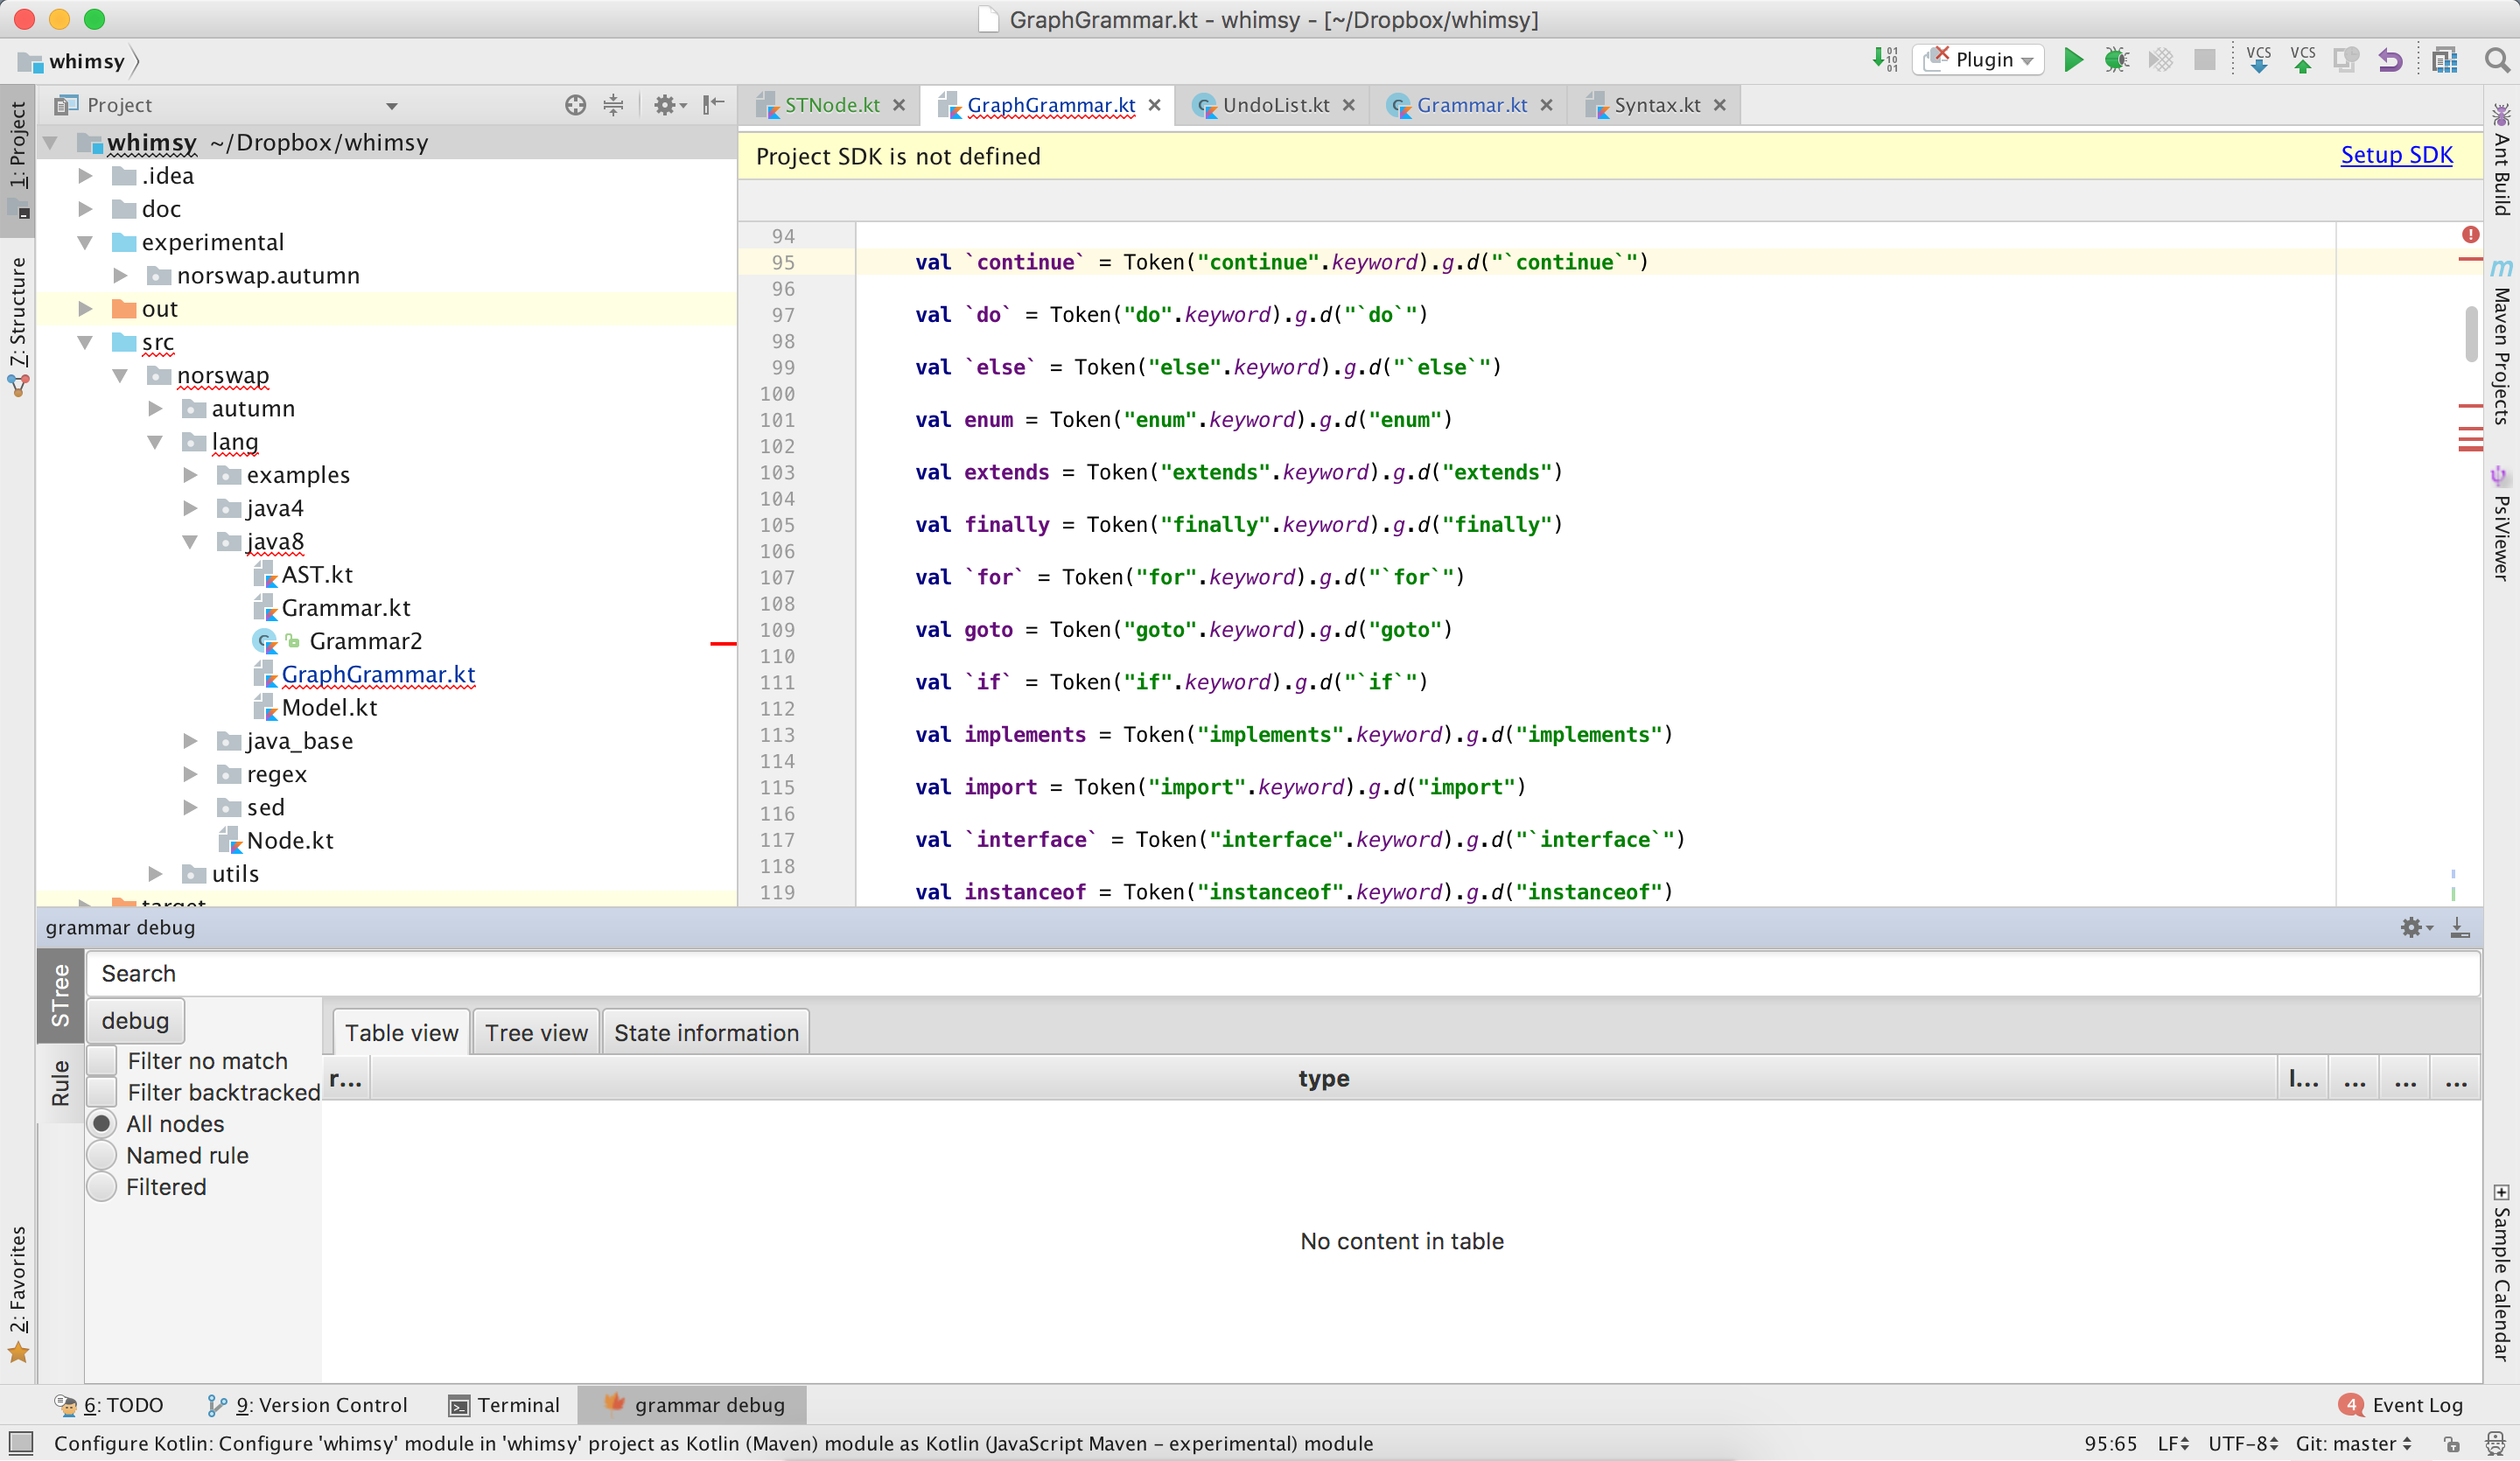 GraphGrammar.kt - whimsy - [~/Dropbox/whimsy]
whimsy
Plugin
VCS VCS
1: Project
7: Structure
2: Favorites
Project
whimsy ~/Dropbox/whimsy
.idea
doc
experimental
norswap.autumn
out
src
norswap
autumn
lang
examples
java4
java8
AST.kt
Grammar.kt
Grammar2
GraphGrammar.kt
Model.kt
java_base
regex
sed
Node.kt
utils
target
STNode.kt GraphGrammar.kt UndoList.kt Grammar.kt Syntax.kt
Project SDK is not defined Setup SDK
94
95 val `continue` = Token("continue".keyword).g.d("`continue`")
96
97 val `do` = Token("do".keyword).g.d("`do`")
98
99 val `else` = Token("else".keyword).g.d("`else`")
100
101 val enum = Token("enum".keyword).g.d("enum")
102
103 val extends = Token("extends".keyword).g.d("extends")
104
105 val finally = Token("finally".keyword).g.d("finally")
106
107 val `for` = Token("for".keyword).g.d("`for`")
108
109 val goto = Token("goto".keyword).g.d("goto")
110
111 val `if` = Token("if".keyword).g.d("`if`")
112
113 val implements = Token("implements".keyword).g.d("implements")
114
115 val import = Token("import".keyword).g.d("import")
116
117 val `interface` = Token("interface".keyword).g.d("`interface`")
118
119 val instanceof = Token("instanceof".keyword).g.d("instanceof")
Ant Build
Maven Projects
PsiViewer
Sample Calendar
grammar debug
STree
Rule
Search
debug
Filter no match
Filter backtracked
All nodes
Named rule
Filtered
Table view Tree view State information
r... type l... ... ... ...
No content in table
6: TODO 9: Version Control Terminal grammar debug 4 Event Log
Configure Kotlin: Configure 'whimsy' module in 'whimsy' project as Kotlin (Maven) module as Kotlin (JavaScript Maven – experimental) module 95:65 LF UTF-8 Git: master